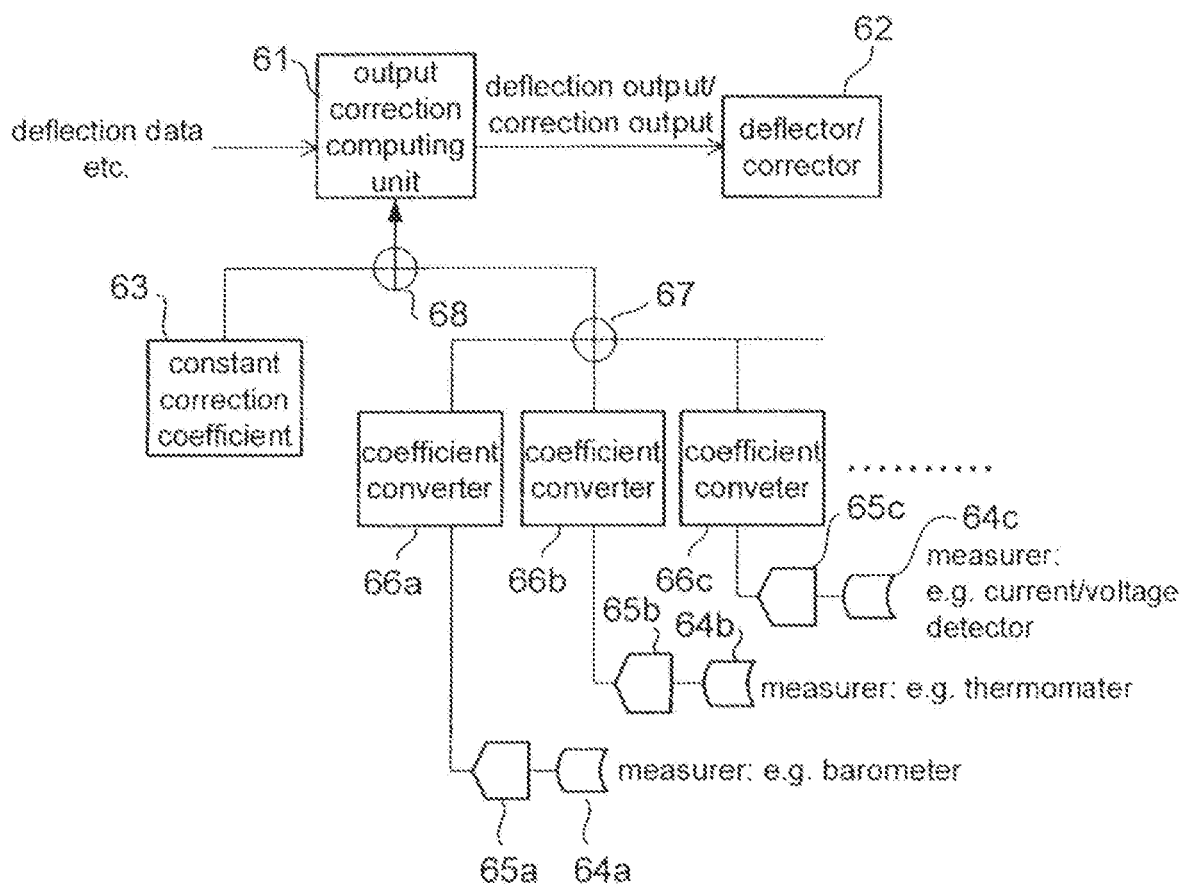 62
61
output
correction
computing
unit
deflection output/
correction output
deflector/
corrector
deflection data
etc.
63
68
67
constant
correction
coefficient
coefficient
converter
coefficient
converter
coefficient
conveter
..........
65c
64c
66a
66b
66c
measurer:
e.g. current/voltage
detector
65b
64b
measurer: e.g. thermomater
measurer: e.g. barometer
65a
64a